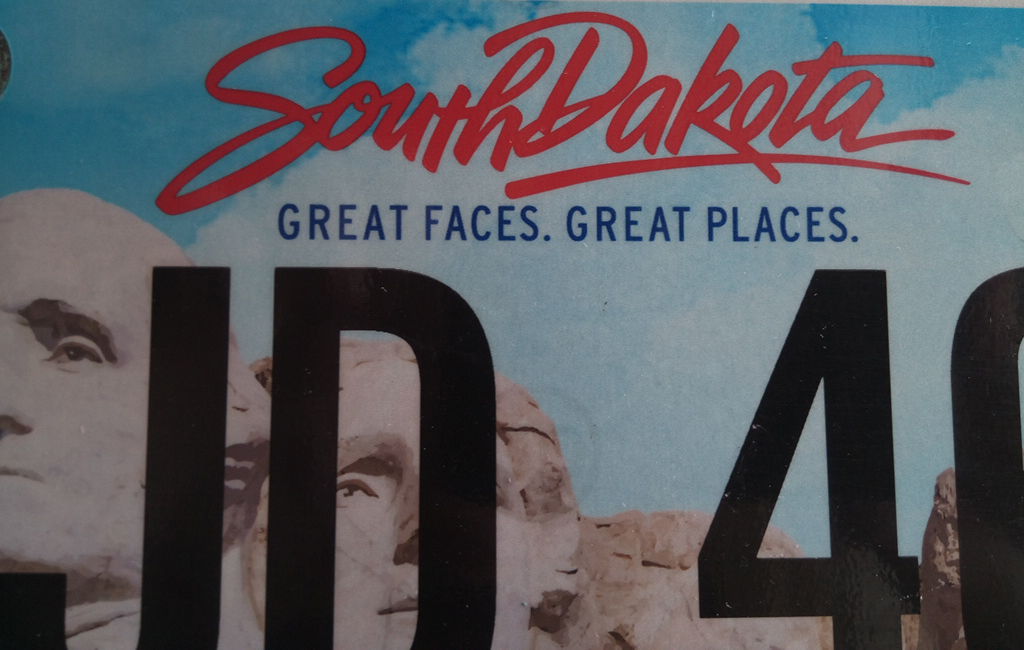 South Dakota
GREAT FACES. GREAT PLACES.
JD 4